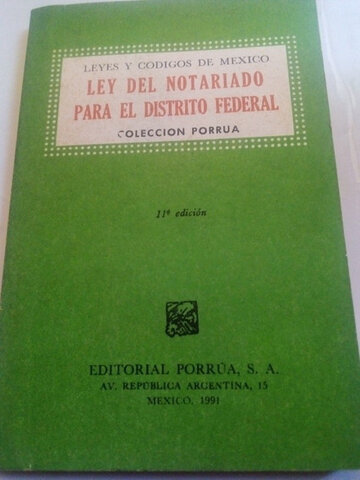 LEYES Y CODIGOS DE MEXICO
LEY DEL NOTARIADO
PARA EL DISTRITO FEDERAL
COLECCION PORRUA
11ª edición
EDITORIAL PORRÚA, S. A.
AV. REPÚBLICA ARGENTINA, 15
MEXICO, 1991